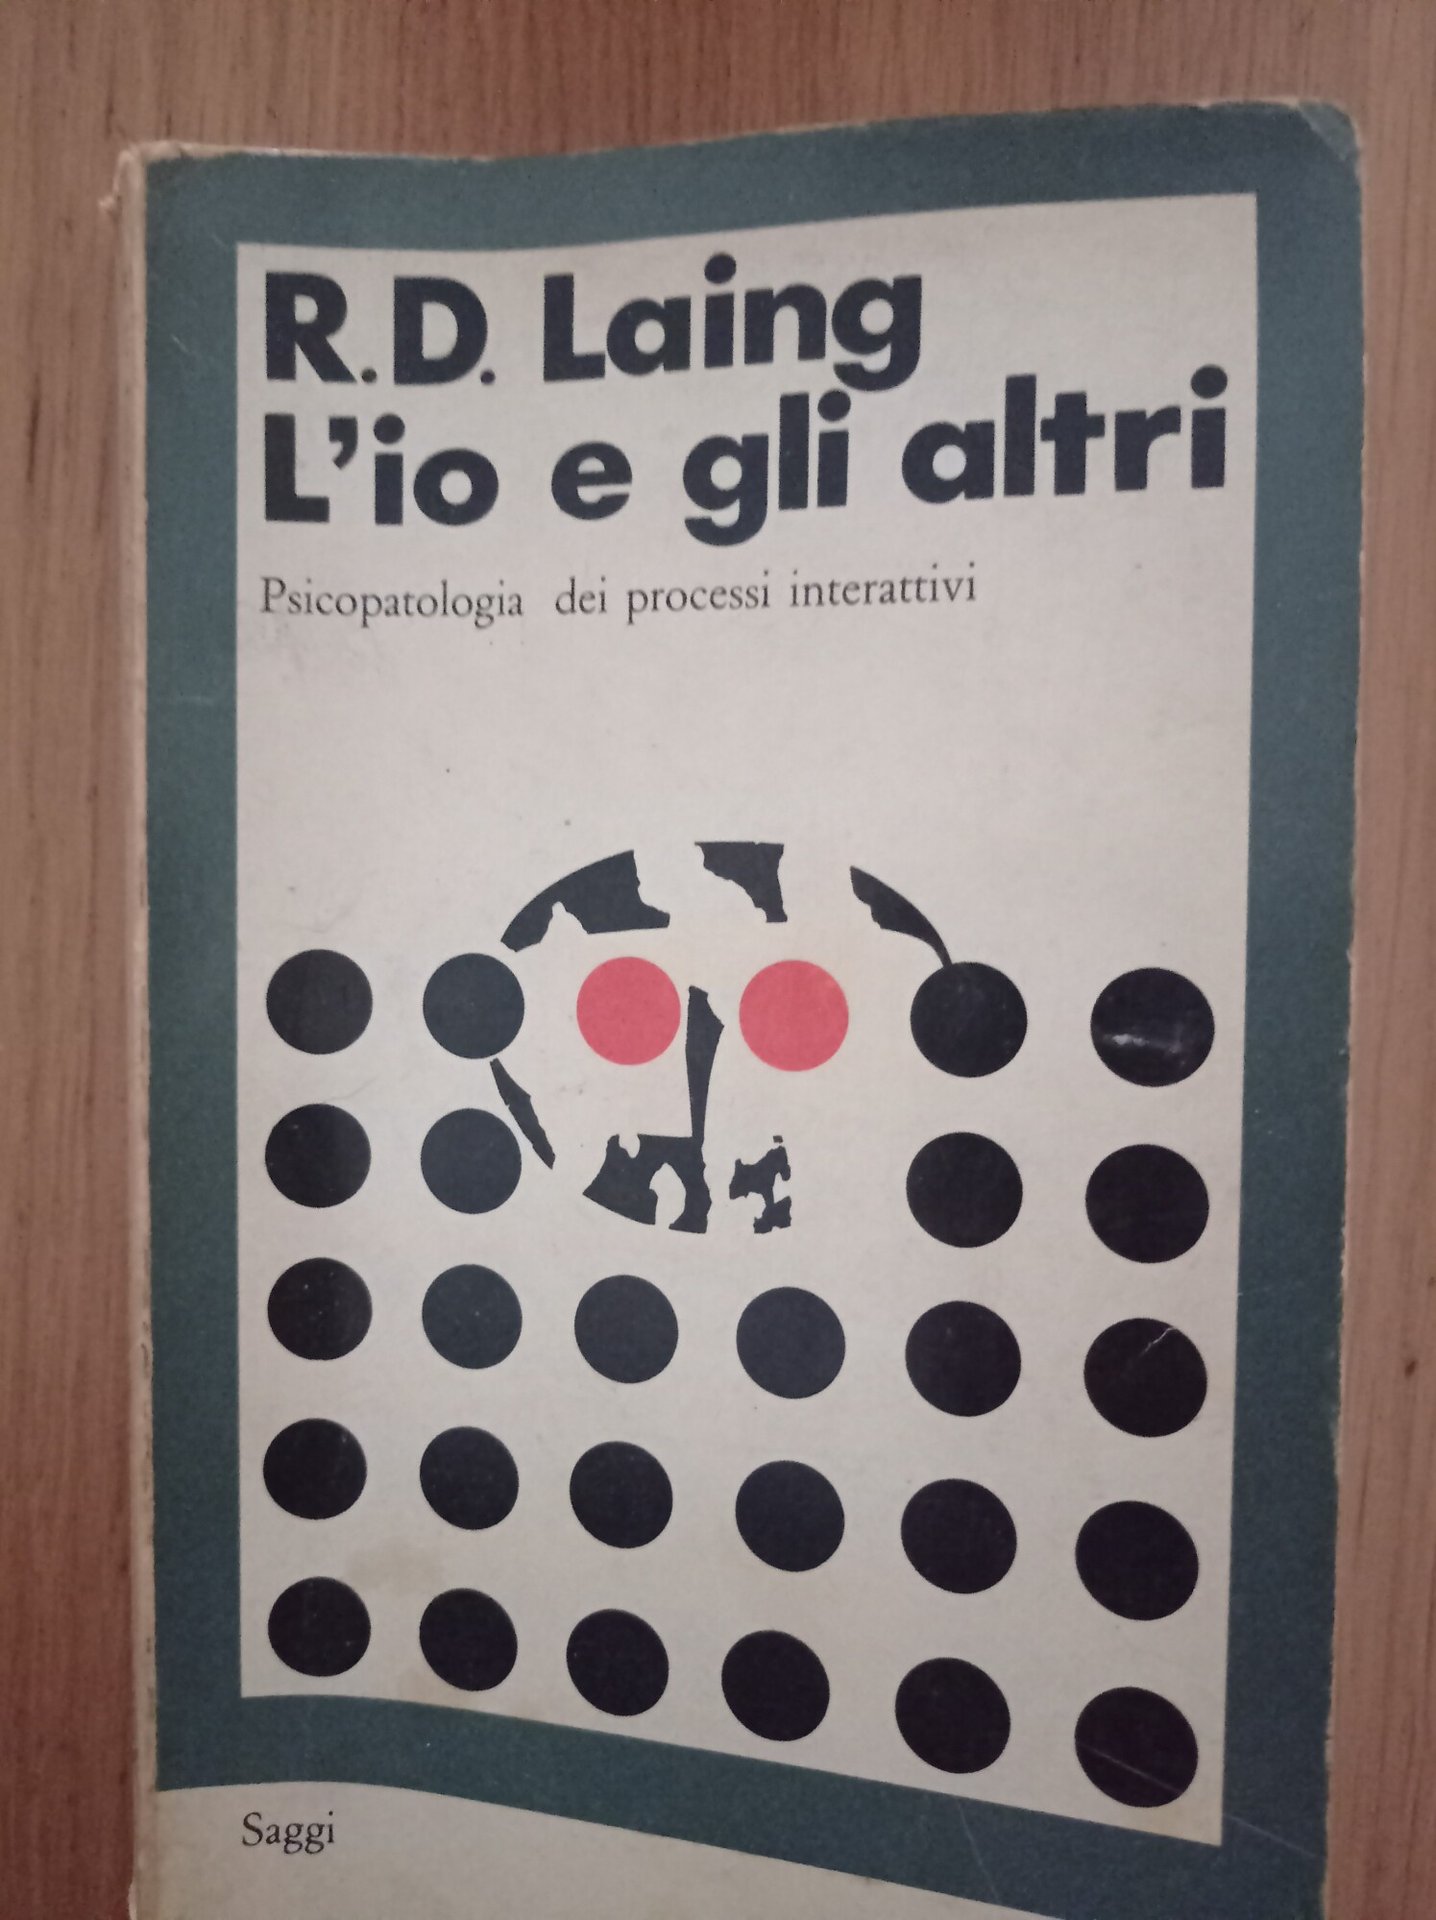 R.D. Laing
L'io e gli altri
Psicopatologia dei processi interattivi
Saggi